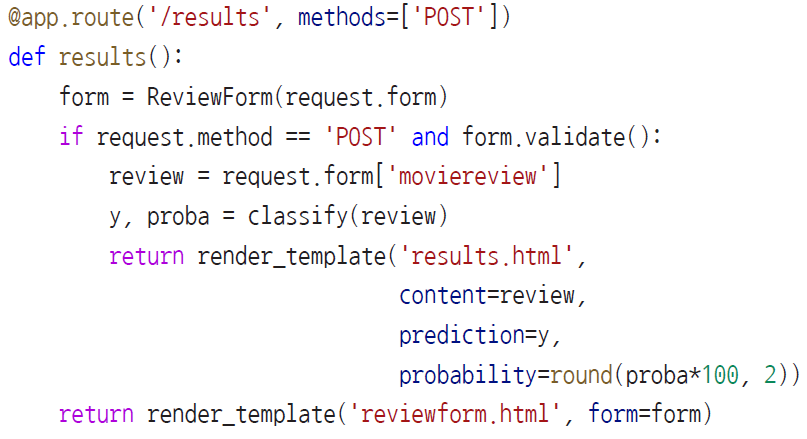 @app.route('/results', methods=['POST'])
def results():
    form = ReviewForm(request.form)
    if request.method == 'POST' and form.validate():
        review = request.form['moviereview']
        y, proba = classify(review)
        return render_template('results.html',
                               content=review,
                               prediction=y,
                               probability=round(proba*100, 2))
    return render_template('reviewform.html', form=form)